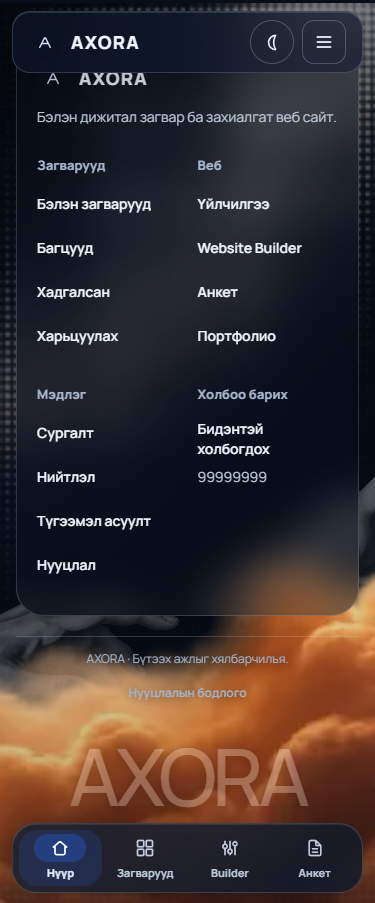 AXORA
AXORA
Бэлэн дижитал загвар ба захиалгат веб сайт.
Загварууд
Веб
Бэлэн загварууд
Үйлчилгээ
Багцууд
Website Builder
Хадгалсан
Анкет
Харьцуулах
Портфолио
Мэдлэг
Холбоо барих
Сургалт
Бидэнтэй
холбогдох
Нийтлэл
99999999
Түгээмэл асуулт
Нууцлал
AXORA · Бүтээх ажлыг хялбарчилъя.
Нууцлалын бодлого
AXORA
Нүүр
Загварууд
Builder
Анкет